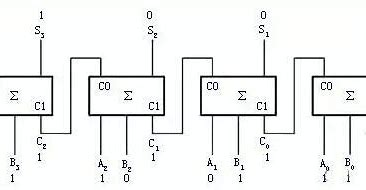 1 0 0
S3 S2 S1
Σ C0 Σ C0 Σ C0 Σ
C1 C1 C1
C2 C1 C0
B3 1 A2 B2 1 A1 B1 1 A0 B0
1 1 0 0 1 1 1